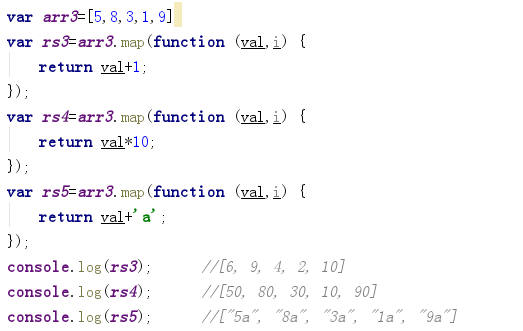 var arr3=[5,8,3,1,9]
var rs3=arr3.map(function (val,i) {
    return val+1;
});
var rs4=arr3.map(function (val,i) {
    return val*10;
});
var rs5=arr3.map(function (val,i) {
    return val+'a';
});
console.log(rs3);      //[6, 9, 4, 2, 10]
console.log(rs4);      //[50, 80, 30, 10, 90]
console.log(rs5);      //["5a", "8a", "3a", "1a", "9a"]